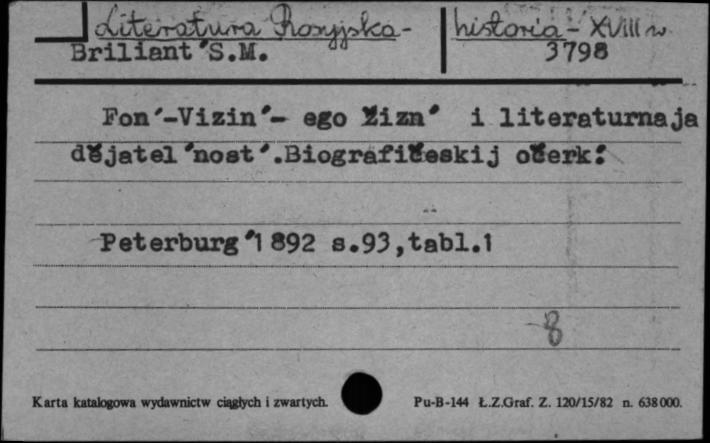 Literatura Rosyjska - historia - XVIII w
Briliant S.M. 3798
Fon'-Vizin'- ego žizn' i literaturnaja
dějatel'nost'.Biografičeskij očerk:
Peterburg 1892 s.93,tabl.1
8
Karta katalogowa wydawnictw ciągłych i zwartych. Pu-B-144 Ł.Z.Graf. Z. 120/15/82 n. 638000.